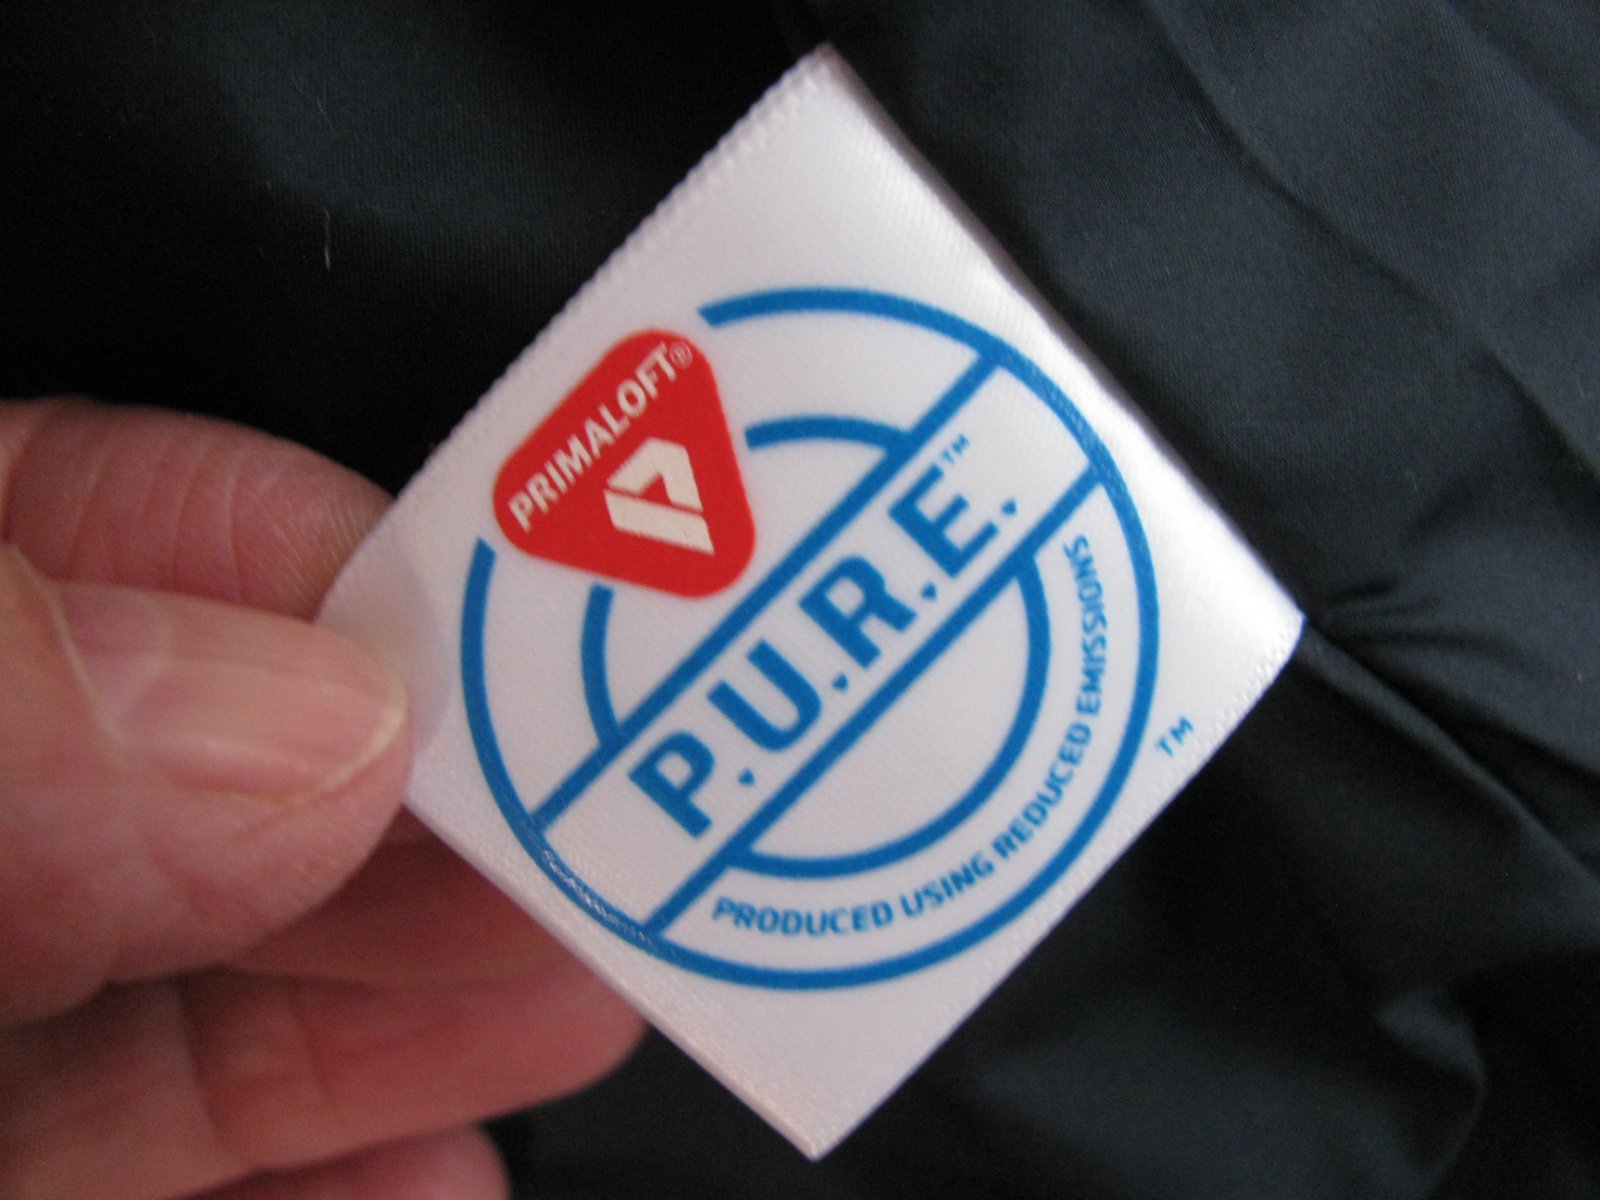 PRIMALOFT®
P.U.R.E.™
PRODUCED USING REDUCED EMISSIONS
TM